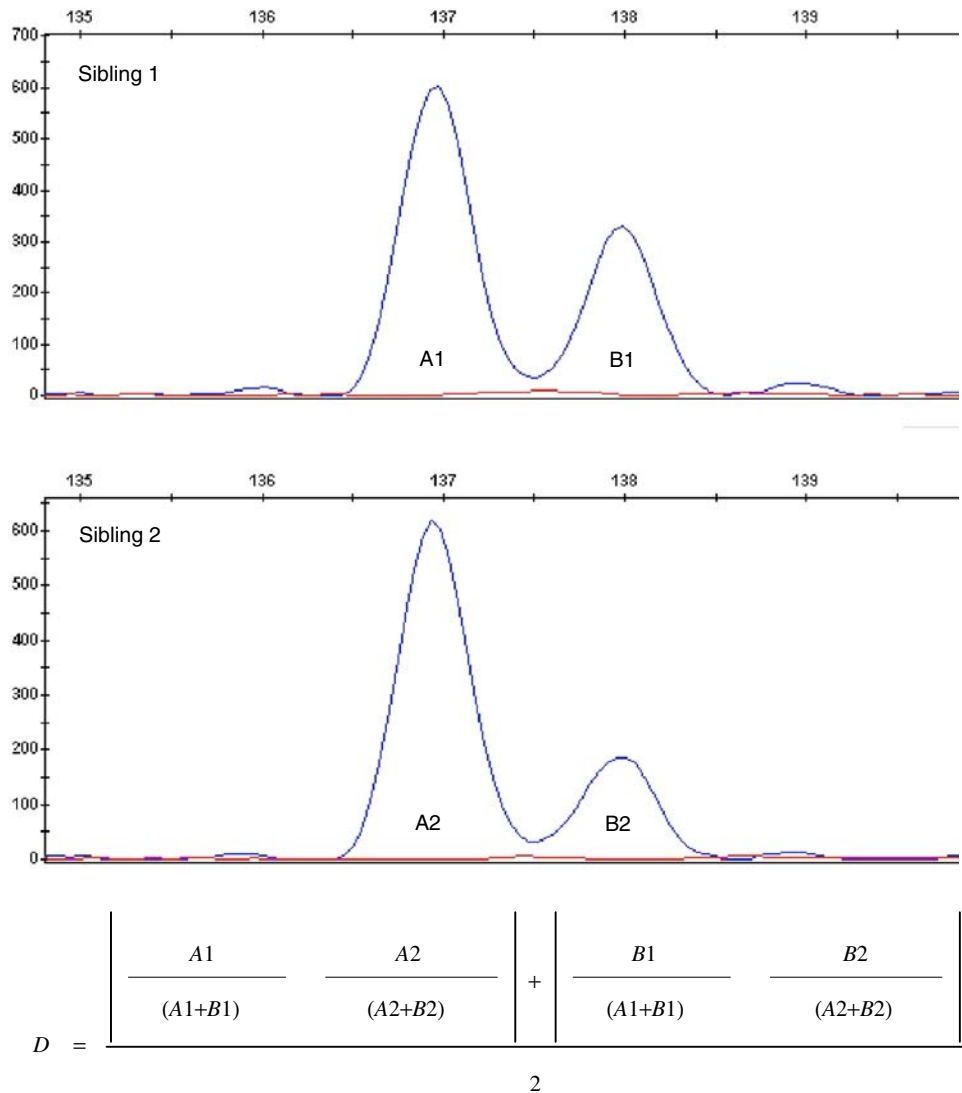 135 136 137 138 139
700
Sibling 1
600
500
400
300
200
100
0
A1 B1
135 136 137 138 139
Sibling 2
600
500
400
300
200
100
0
A2 B2
A1 A2 B1 B2
+
(A1+B1) (A2+B2) (A1+B1) (A2+B2)
D =
2